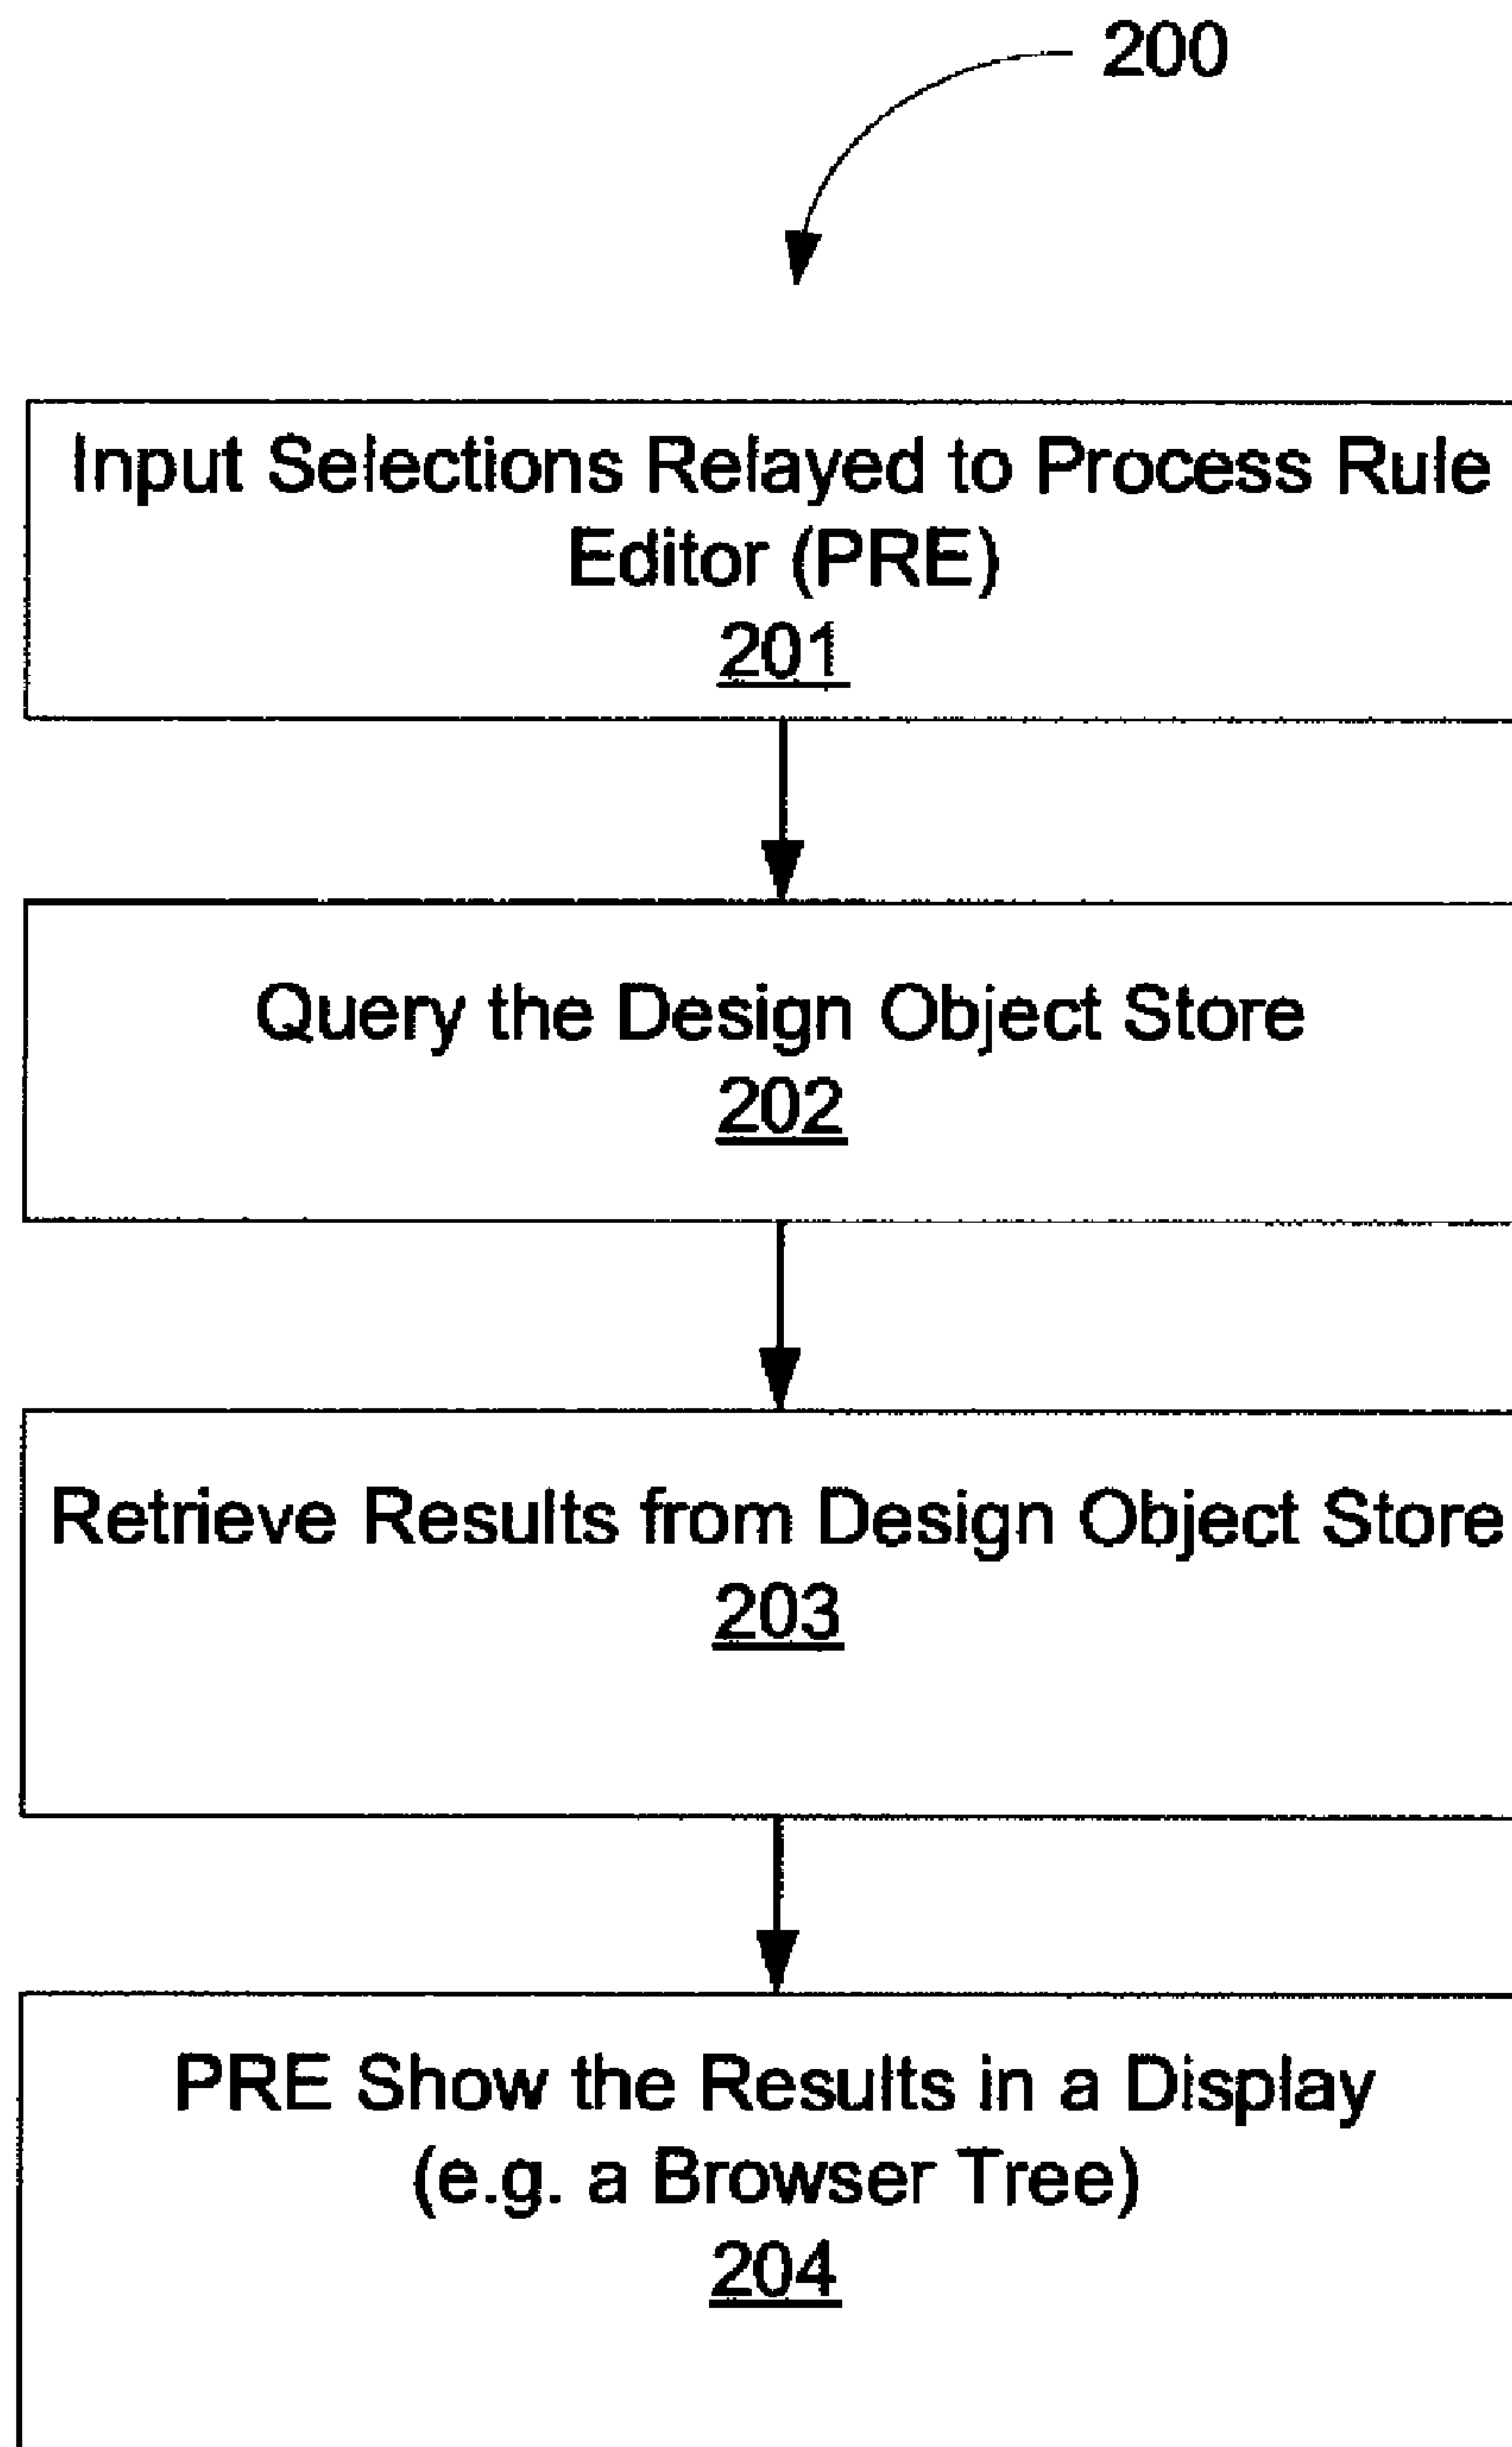 200
Input Selections Relayed to Process Rule
Editor (PRE)
201
Query the Design Object Store
202
Retrieve Results from Design Object Store
203
PRE Show the Results in a Display
(e.g. a Browser Tree)
204